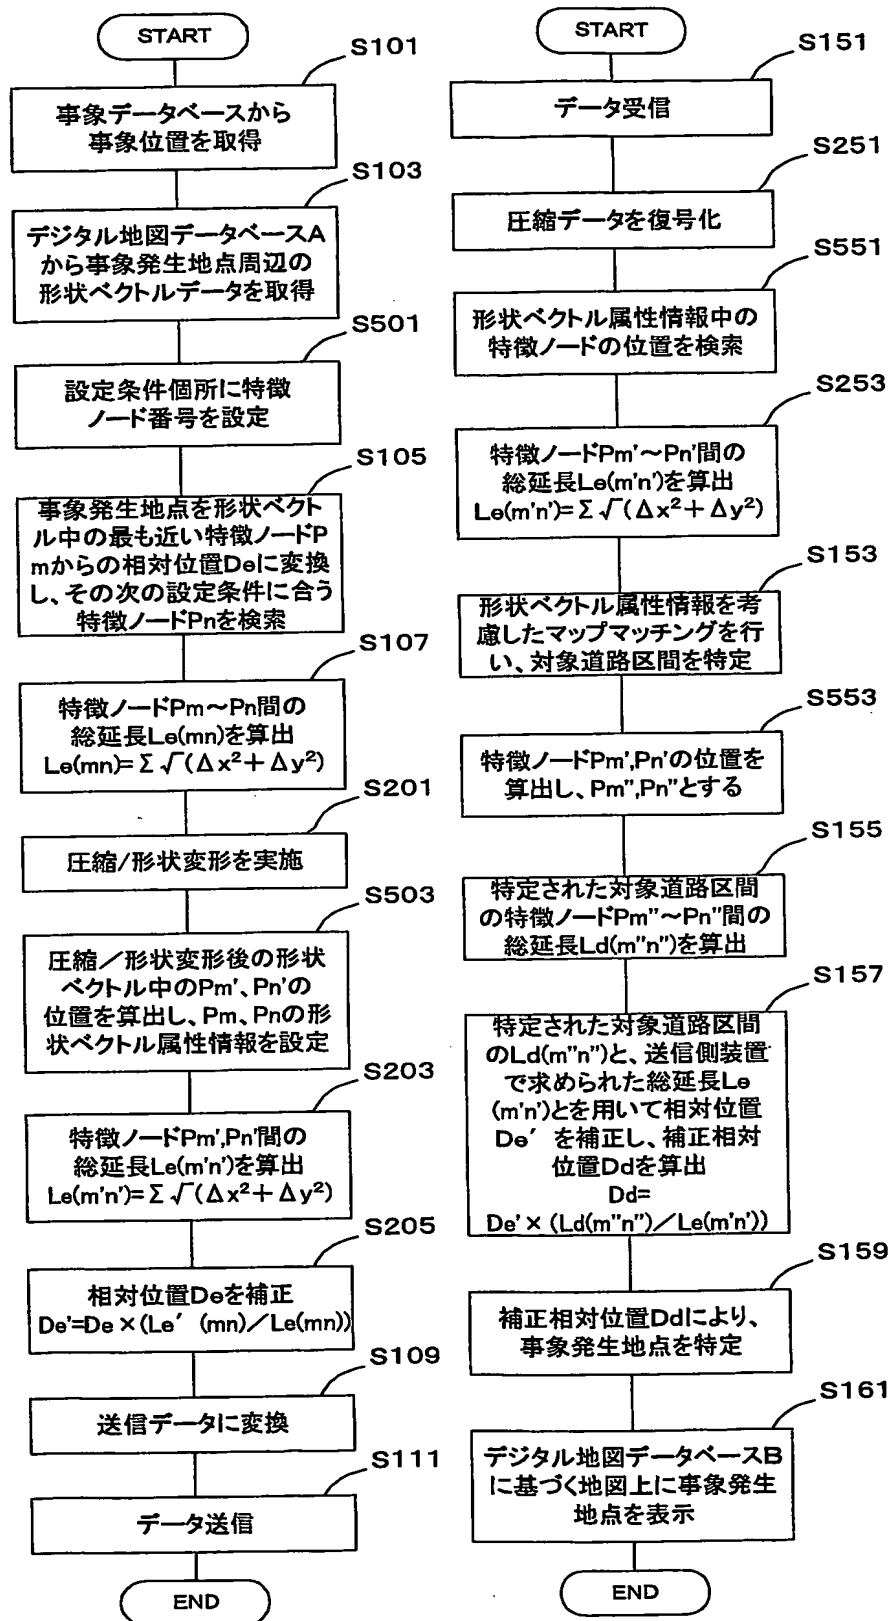 START
S101
事象データベースから
事象位置を取得
S103
デジタル地図データベースA
から事象発生地点周辺の
形状ベクトルデータを取得
S501
設定条件個所に特徴
ノード番号を設定
S105
事象発生地点を形状ベクト
ル中の最も近い特徴ノードP
mからの相対位置Deに変換
し、その次の設定条件に合う
特徴ノードPnを検索
S107
特徴ノードPm～Pn間の
総延長Le(mn)を算出
Le(mn)=Σ√(Δx²+Δy²)
S201
圧縮/形状変形を実施
S503
圧縮／形状変形後の形状
ベクトル中のPm'、Pn'の
位置を算出し、Pm、Pnの形
状ベクトル属性情報を設定
S203
特徴ノードPm',Pn'間の
総延長Le(m'n')を算出
Le(m'n')=Σ√(Δx²+Δy²)
S205
相対位置Deを補正
De'=De×(Le' (mn)/Le(mn))
S109
送信データに変換
S111
データ送信
END
START
S151
データ受信
S251
圧縮データを復号化
S551
形状ベクトル属性情報中の
特徴ノードの位置を検索
S253
特徴ノードPm'～Pn'間の
総延長Le(m'n')を算出
Le(m'n')=Σ√(Δx²+Δy²)
S153
形状ベクトル属性情報を考
慮したマップマッチングを行
い、対象道路区間を特定
S553
特徴ノードPm',Pn'の位置を
算出し、Pm'',Pn''とする
S155
特定された対象道路区間
の特徴ノードPm''～Pn''間の
総延長Ld(m''n'')を算出
S157
特定された対象道路区間
のLd(m''n'')と、送信側装置
で求められた総延長Le
(m'n')とを用いて相対位置
De' を補正し、補正相対
位置Ddを算出
Dd=
De'×(Ld(m''n'')／Le(m'n'))
S159
補正相対位置Ddにより、
事象発生地点を特定
S161
デジタル地図データベースB
に基づく地図上に事象発生
地点を表示
END